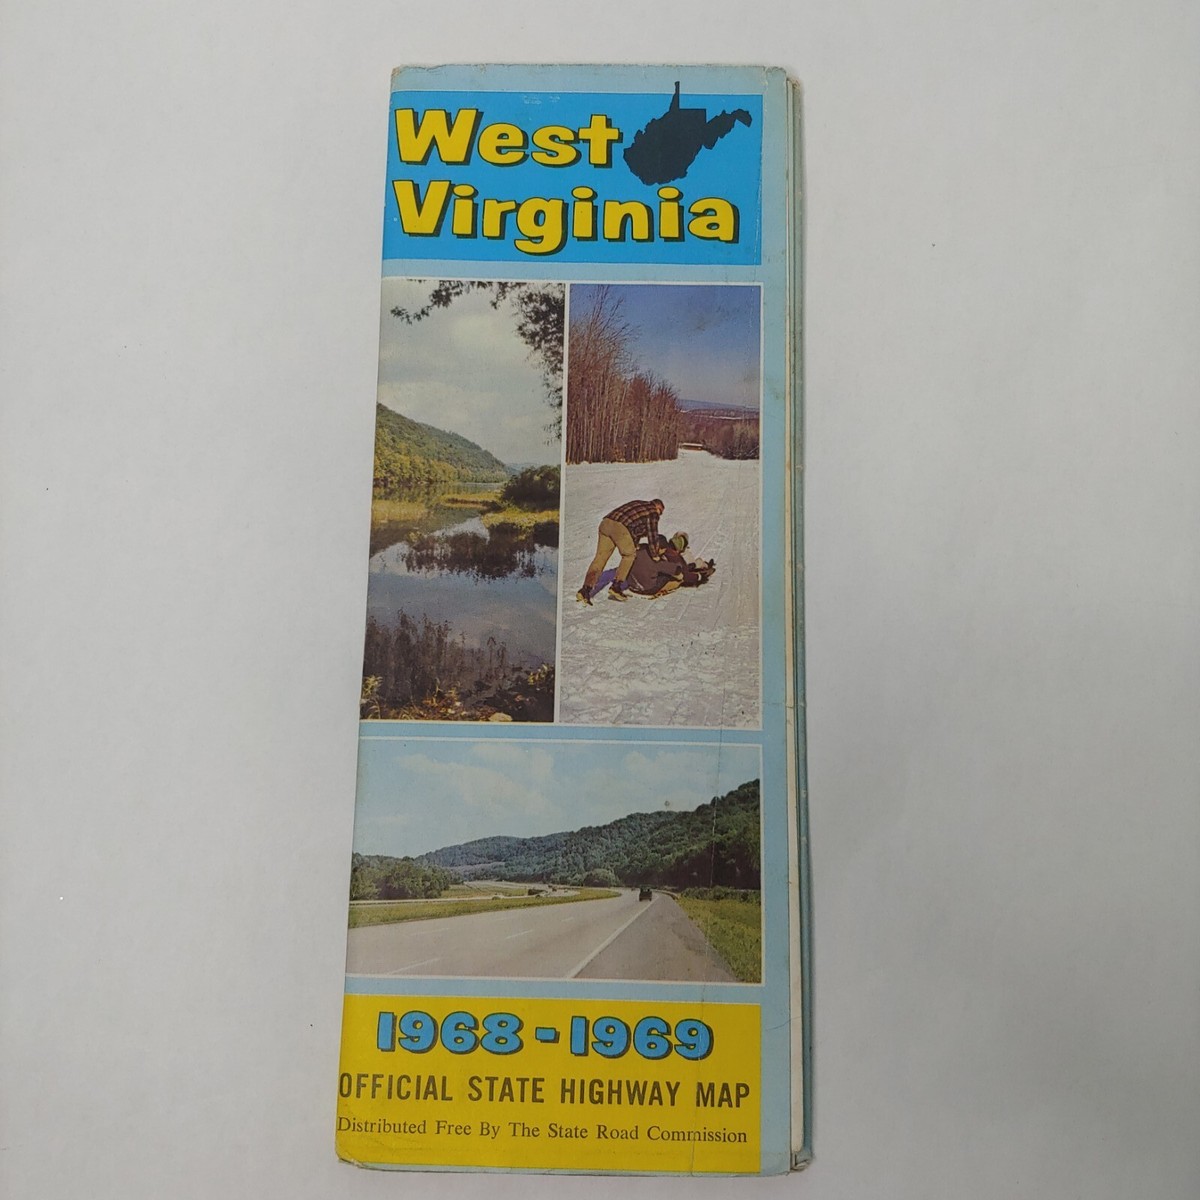 West
Virginia
1968-1969
OFFICIAL STATE HIGHWAY MAP
Distributed Free By The State Road Commission